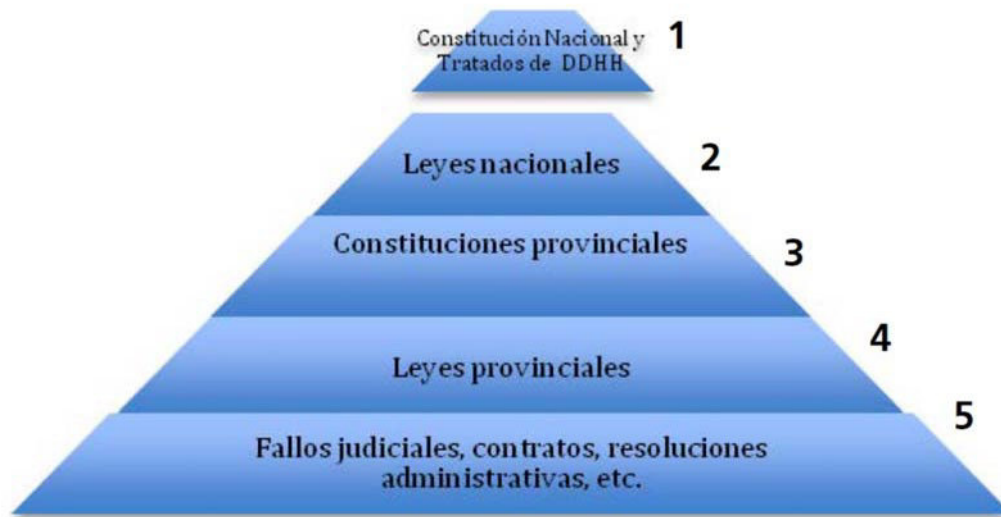 Constitución Nacional y
Tratados de DDHH
1
Leyes nacionales
2
Constituciones provinciales
3
Leyes provinciales
4
Fallos judiciales, contratos, resoluciones
administrativas, etc.
5